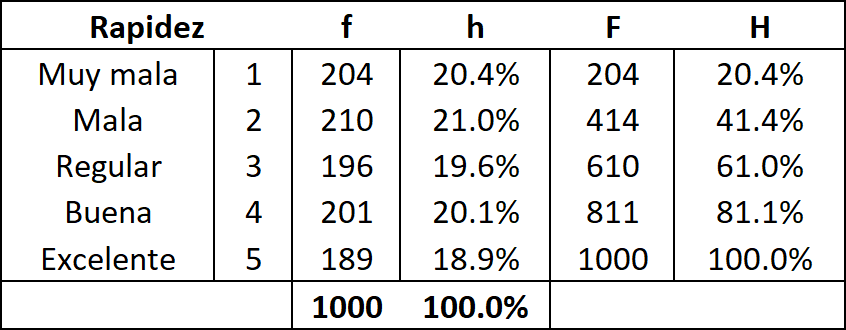 Rapidez f h F H
Muy mala 1 204 20.4% 204 20.4%
Mala 2 210 21.0% 414 41.4%
Regular 3 196 19.6% 610 61.0%
Buena 4 201 20.1% 811 81.1%
Excelente 5 189 18.9% 1000 100.0%
1000 100.0%